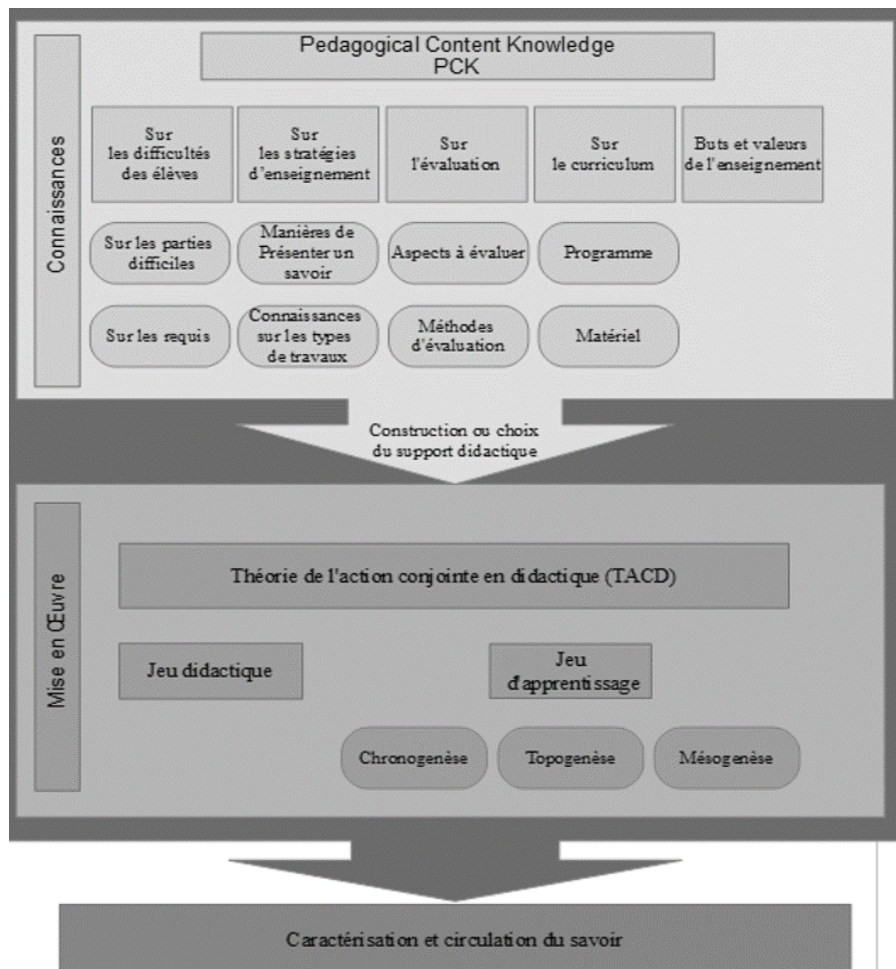 Pedagogical Content Knowledge
PCK
Connaissances
Sur
les difficultés
des élèves
Sur
les stratégies
d'enseignement
Sur
l'évaluation
Sur
le curriculum
Buts et valeurs
de l'enseignement
Sur les parties
difficiles
Manières de
Présenter un
savoir
Aspects à évaluer
Programme
Sur les requis
Connaissances
sur les types
de travaux
Méthodes
d'évaluation
Matériel
Construction ou choix
du support didactique
Mise en Œuvre
Théorie de l'action conjointe en didactique (TACD)
Jeu didactique
Jeu
d'apprentissage
Chronogenèse
Topogenèse
Mésogenèse
Caractérisation et circulation du savoir